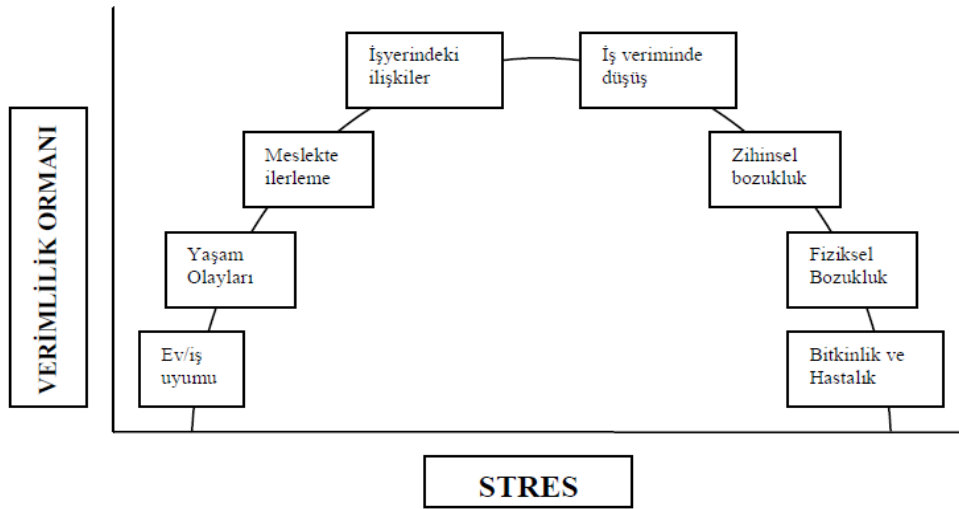 İşyerindeki
ilişkiler
İş veriminde
düşüş
Meslekte
ilerleme
Zihinsel
bozukluk
Yaşam
Olayları
Fiziksel
Bozukluk
Ev/iş
uyumu
Bitkinlik ve
Hastalık
VERİMLİLİK ORMANI
STRES